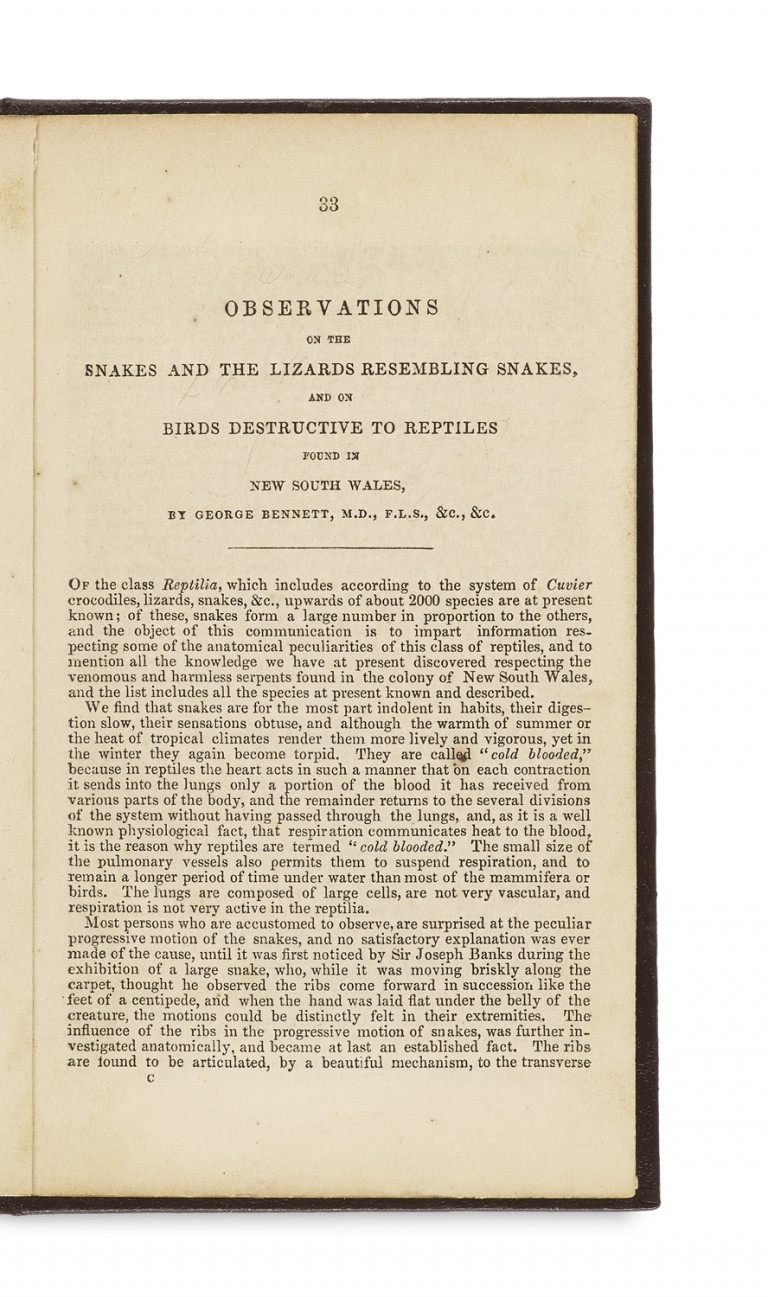 33
OBSERVATIONS
ON THE
SNAKES AND THE LIZARDS RESEMBLING SNAKES,
AND ON
BIRDS DESTRUCTIVE TO REPTILES
FOUND IN
NEW SOUTH WALES,
BY GEORGE BENNETT, M.D., F.L.S., &C., &C.
OF the class Reptilia, which includes according to the system of Cuvier
crocodiles, lizards, snakes, &c., upwards of about 2000 species are at present
known; of these, snakes form a large number in proportion to the others,
and the object of this communication is to impart information res-
pecting some of the anatomical peculiarities of this class of reptiles, and to
mention all the knowledge we have at present discovered respecting the
venomous and harmless serpents found in the colony of New South Wales,
and the list includes all the species at present known and described.
We find that snakes are for the most part indolent in habits, their diges-
tion slow, their sensations obtuse, and although the warmth of summer or
the heat of tropical climates render them more lively and vigorous, yet in
the winter they again become torpid. They are called "cold blooded,"
because in reptiles the heart acts in such a manner that on each contraction
it sends into the lungs only a portion of the blood it has received from
various parts of the body, and the remainder returns to the several divisions
of the system without having passed through the lungs, and, as it is a well
known physiological fact, that respiration communicates heat to the blood,
it is the reason why reptiles are termed "cold blooded." The small size of
the pulmonary vessels also permits them to suspend respiration, and to
remain a longer period of time under water than most of the mammifera or
birds. The lungs are composed of large cells, are not very vascular, and
respiration is not very active in the reptilia.
Most persons who are accustomed to observe, are surprised at the peculiar
progressive motion of the snakes, and no satisfactory explanation was ever
made of the cause, until it was first noticed by Sir Joseph Banks during the
exhibition of a large snake, who, while it was moving briskly along the
carpet, thought he observed the ribs come forward in succession like the
feet of a centipede, and when the hand was laid flat under the belly of the
creature, the motions could be distinctly felt in their extremities. The
influence of the ribs in the progressive motion of snakes, was further in-
vestigated anatomically, and became at last an established fact. The ribs
are found to be articulated, by a beautiful mechanism, to the transverse
C